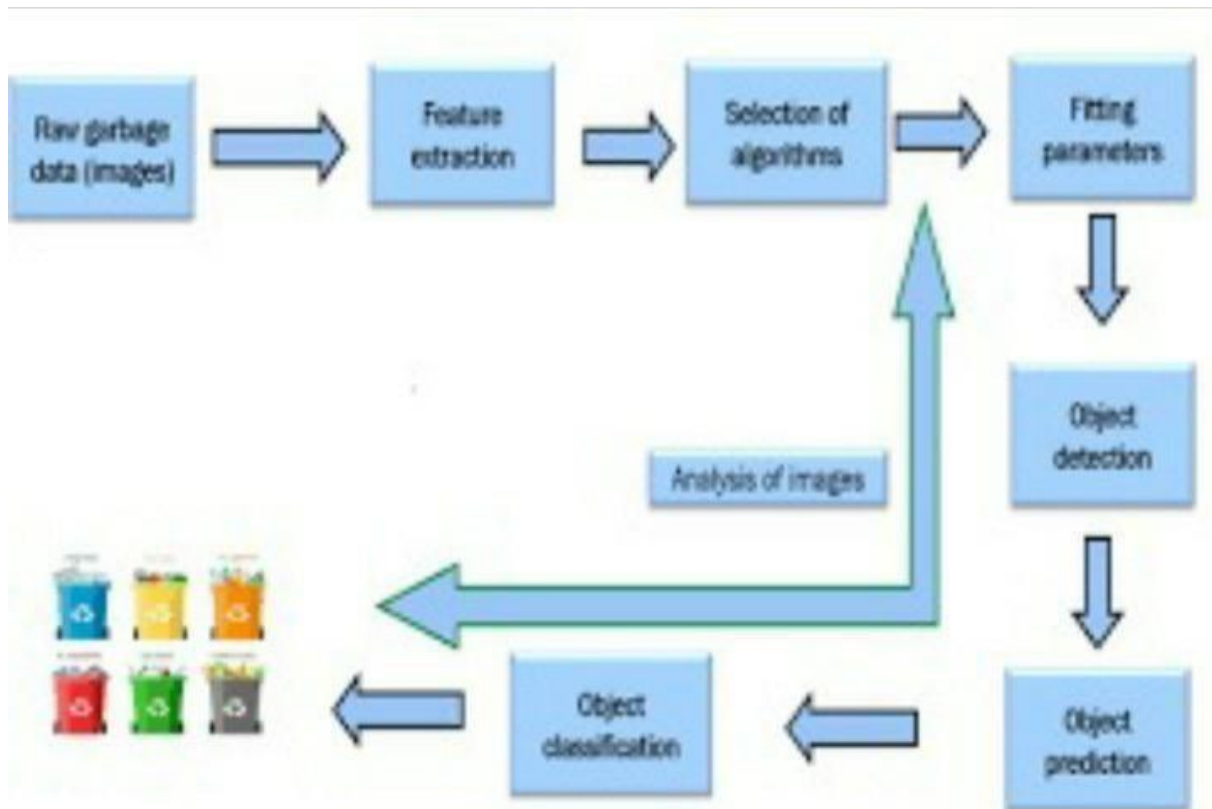 Raw garbage
data (images)
Feature
extraction
Selection of
algorithms
Fitting
parameters
Object
detection
Analysis of images
Object
classification
Object
prediction